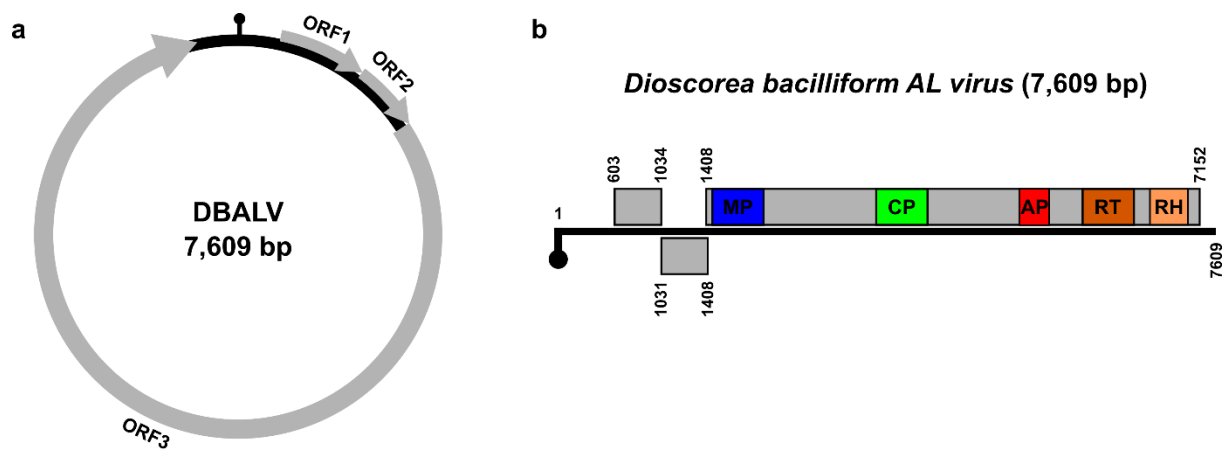 a
ORF1
ORF2
DBALV
7,609 bp
ORF3
b
Dioscorea bacilliform AL virus (7,609 bp)
603
1034
1408
7152
1
MP
CP
AP
RT
RH
1031
1408
7609